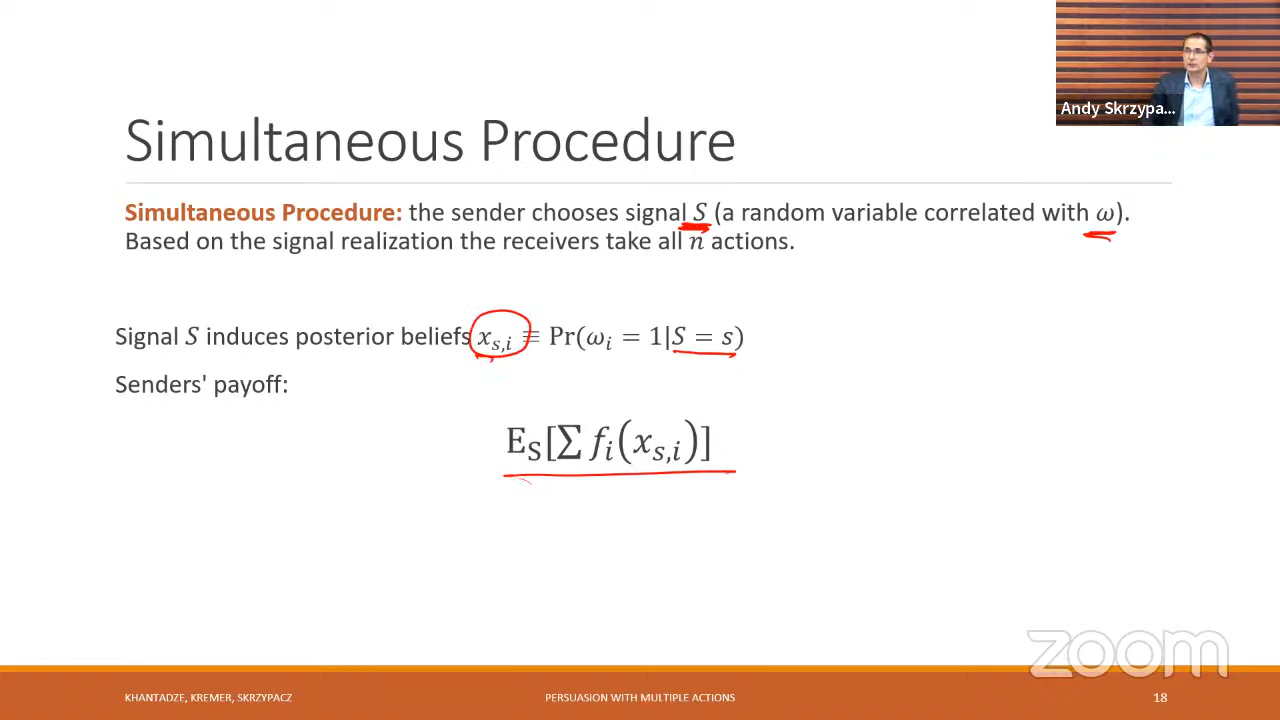 Andy Skrzypa...
Simultaneous Procedure
Simultaneous Procedure: the sender chooses signal S (a random variable correlated with ω).
Based on the signal realization the receivers take all n actions.
Signal S induces posterior beliefs x_{s,i} ≡ Pr(ω_i = 1|S = s)
Senders' payoff:
E_S[∑ f_i(x_{s,i})]
zoom
KHANTADZE, KREMER, SKRZYPACZ
PERSUASION WITH MULTIPLE ACTIONS
18